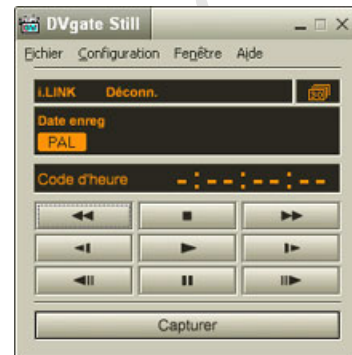 DVgate Still
Fichier Configuration Fenêtre Aide
i.LINK Déconn.
Date enreg
PAL
Code d'heure --:--:--:--
Capturer